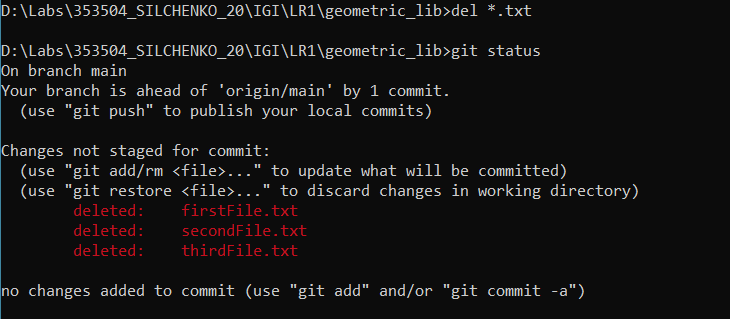 D:\Labs\353504_SILCHENKO_20\IGI\LR1\geometric_lib>del *.txt
D:\Labs\353504_SILCHENKO_20\IGI\LR1\geometric_lib>git status
On branch main
Your branch is ahead of 'origin/main' by 1 commit.
  (use "git push" to publish your local commits)
Changes not staged for commit:
  (use "git add/rm <file>..." to update what will be committed)
  (use "git restore <file>..." to discard changes in working directory)
        deleted:    firstFile.txt
        deleted:    secondFile.txt
        deleted:    thirdFile.txt
no changes added to commit (use "git add" and/or "git commit -a")